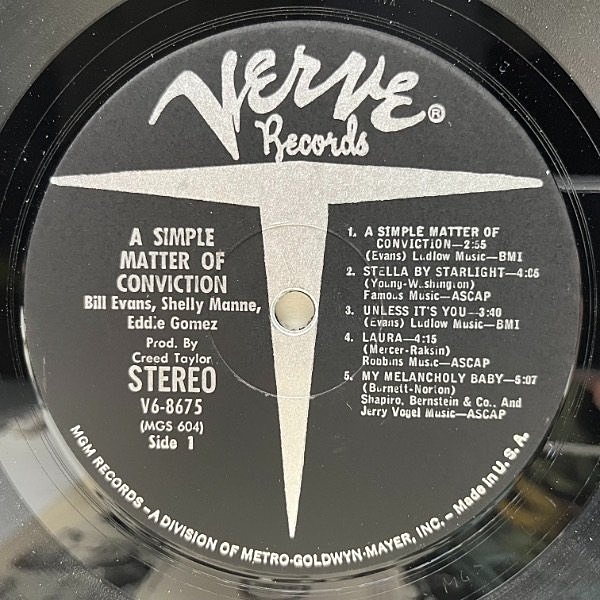 Verve®
Records
A SIMPLE
MATTER OF
CONVICTION
Bill Evans, Shelly Manne,
Eddie Gomez
Prod. By
Creed Taylor
STEREO
V6-8675
(MGS 604)
Side 1
1. A SIMPLE MATTER OF
CONVICTION—2:55
(Evans) Ludlow Music—BMI
2. STELLA BY STARLIGHT—4:05
(Young-Washington)
Famous Music—ASCAP
3. UNLESS IT'S YOU—3:40
(Evans) Ludlow Music—BMI
4. LAURA—4:15
(Mercer-Raksin)
Robbins Music—ASCAP
5. MY MELANCHOLY BABY—5:07
(Burnett-Norton)
Shapiro, Bernstein & Co., And
Jerry Vogel Music—ASCAP
MGM RECORDS – A DIVISION OF METRO-GOLDWYN-MAYER, INC. – Made in U.S.A.